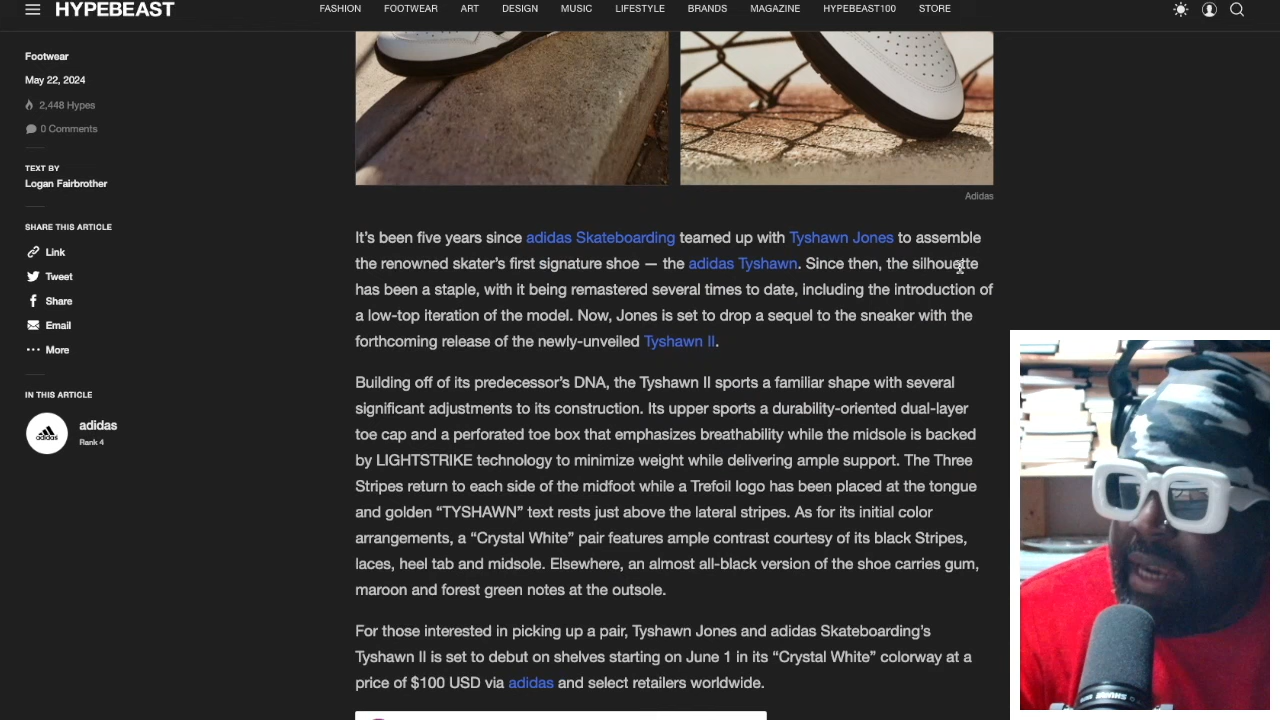 HYPEBEAST
FASHION FOOTWEAR ART DESIGN MUSIC LIFESTYLE BRANDS MAGAZINE HYPEBEAST100 STORE
Footwear
May 22, 2024
2,448 Hypes
0 Comments
TEXT BY
Logan Fairbrother
SHARE THIS ARTICLE
Link
Tweet
Share
Email
More
IN THIS ARTICLE
adidas
adidas
Rank 4
Adidas
It's been five years since adidas Skateboarding teamed up with Tyshawn Jones to assemble
the renowned skater's first signature shoe — the adidas Tyshawn. Since then, the silhouette
has been a staple, with it being remastered several times to date, including the introduction of
a low-top iteration of the model. Now, Jones is set to drop a sequel to the sneaker with the
forthcoming release of the newly-unveiled Tyshawn II.
Building off of its predecessor's DNA, the Tyshawn II sports a familiar shape with several
significant adjustments to its construction. Its upper sports a durability-oriented dual-layer
toe cap and a perforated toe box that emphasizes breathability while the midsole is backed
by LIGHTSTRIKE technology to minimize weight while delivering ample support. The Three
Stripes return to each side of the midfoot while a Trefoil logo has been placed at the tongue
and golden “TYSHAWN” text rests just above the lateral stripes. As for its initial color
arrangements, a “Crystal White” pair features ample contrast courtesy of its black Stripes,
laces, heel tab and midsole. Elsewhere, an almost all-black version of the shoe carries gum,
maroon and forest green notes at the outsole.
For those interested in picking up a pair, Tyshawn Jones and adidas Skateboarding's
Tyshawn II is set to debut on shelves starting on June 1 in its “Crystal White” colorway at a
price of $100 USD via adidas and select retailers worldwide.
SHURE